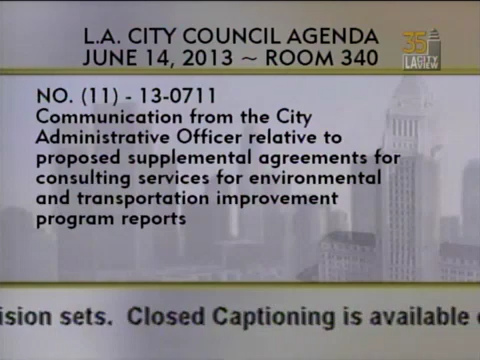 L.A. CITY COUNCIL AGENDA
JUNE 14, 2013 ~ ROOM 340
35
LA CITY
VIEW
NO. (11) - 13-0711
Communication from the City
Administrative Officer relative to
proposed supplemental agreements for
consulting services for environmental
and transportation improvement
program reports
ision sets. Closed Captioning is available